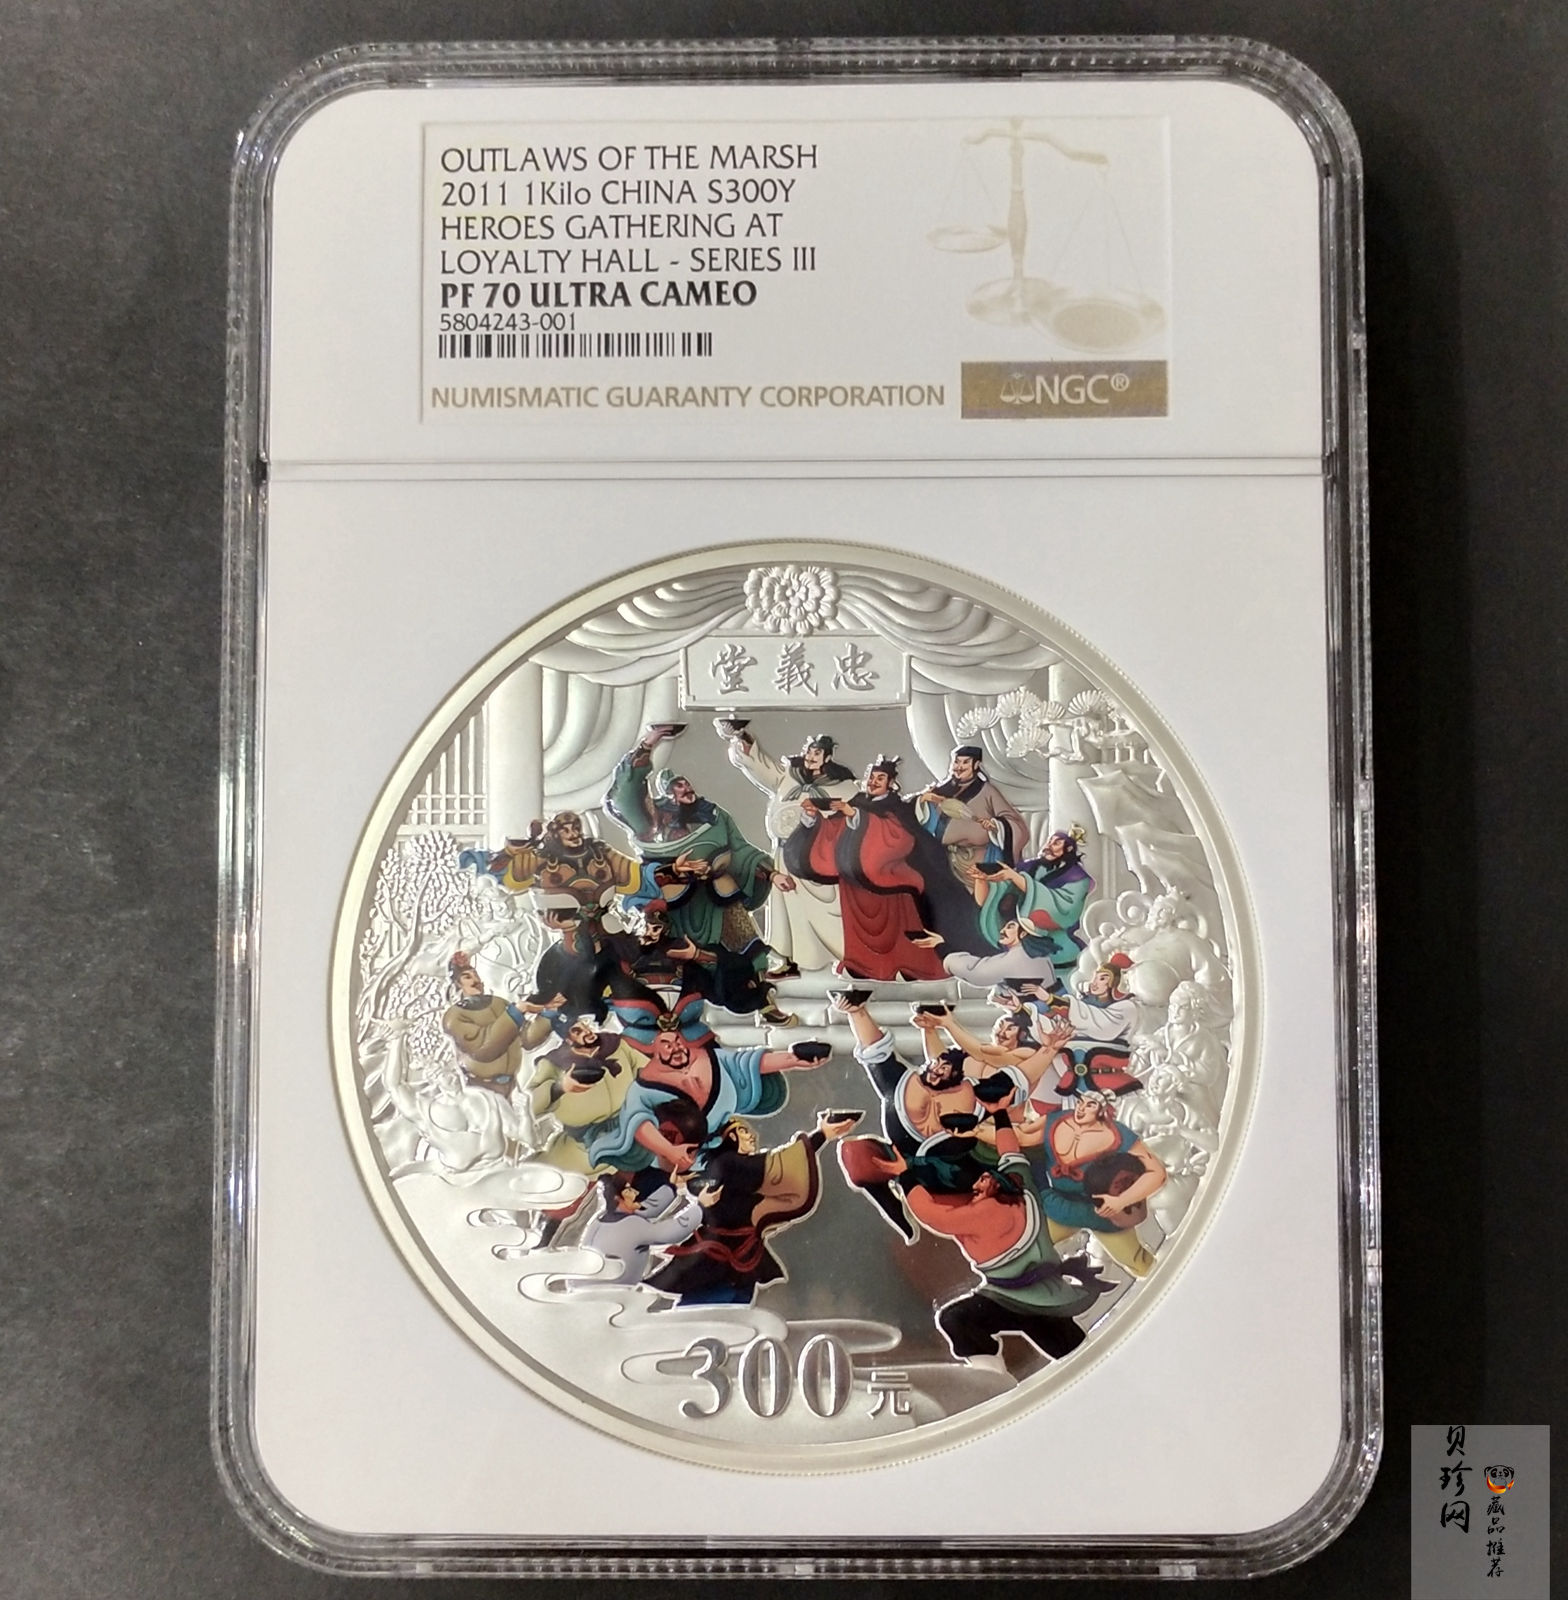 OUTLAWS OF THE MARSH
2011 1Kilo CHINA S300Y
HEROES GATHERING AT
LOYALTY HALL - SERIES III
PF 70 ULTRA CAMEO
5804243-001
NUMISMATIC GUARANTY CORPORATION
NGC®
堂義忠
300元
贝珍网
藏品推荐